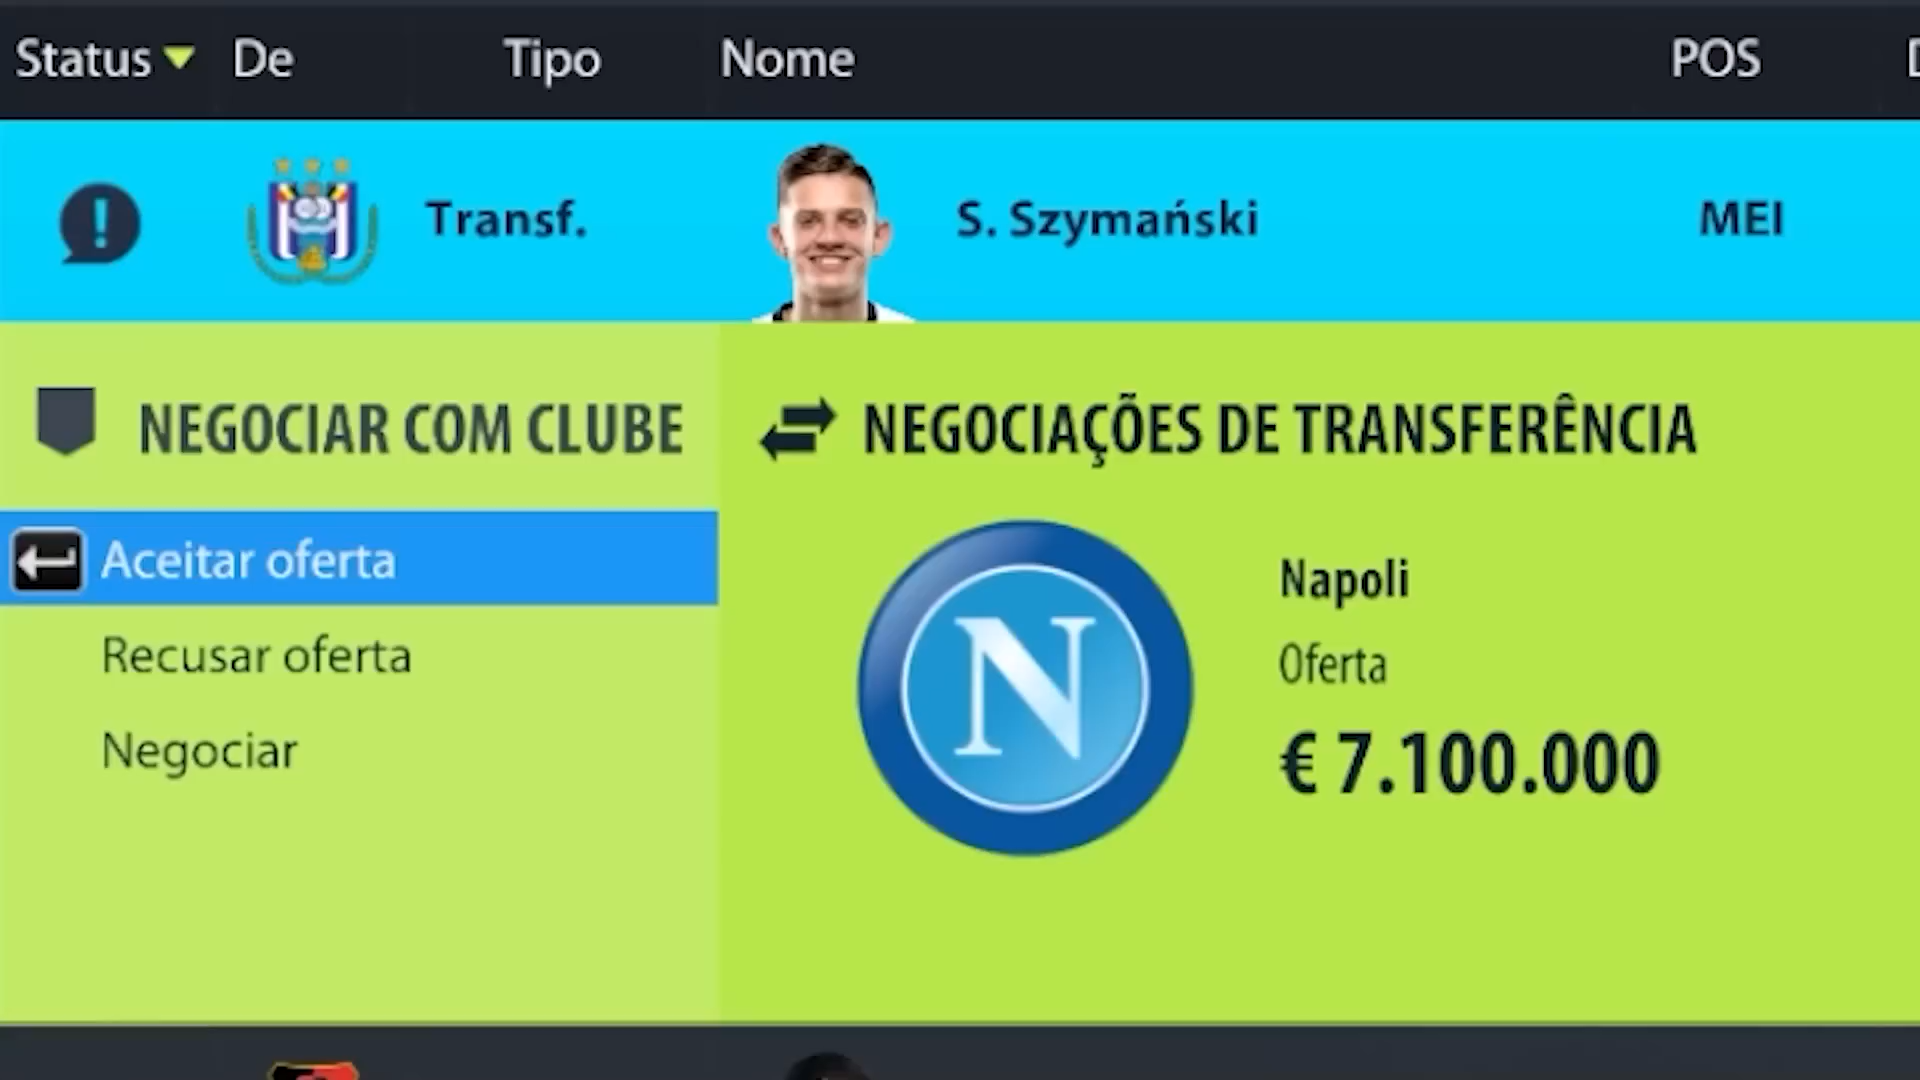 Status De Tipo Nome POS
! Transf. S. Szymański MEI
NEGOCIAR COM CLUBE
NEGOCIAÇÕES DE TRANSFERÊNCIA
Aceitar oferta
Recusar oferta
Negociar
N
Napoli
Oferta
€ 7.100.000